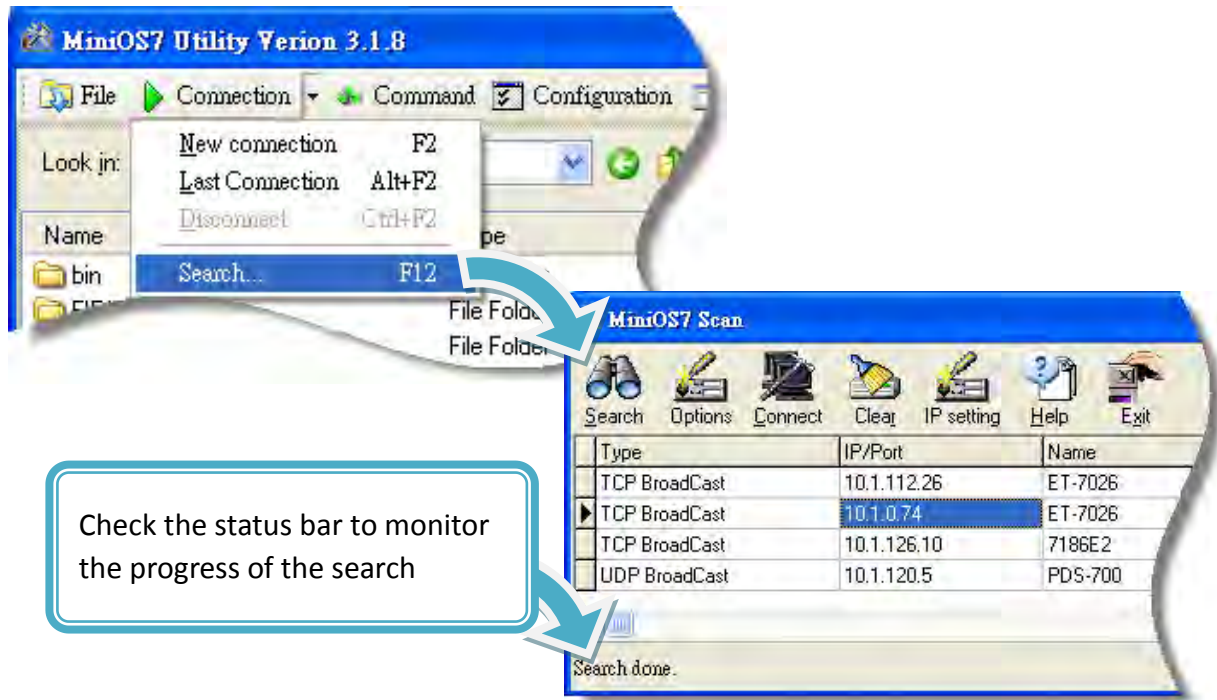 MiniOS7 Utility Verion 3.1.8
File Connection Command Configuration
New connection F2
Look in:
Last Connection Alt+F2
Disconnect Ctrl+F2
Name
bin Search... F12
File Folder
MiniOS7 Scan
Search Options Connect Clear IP setting Help Exit
Type IP/Port Name
TCP BroadCast 10.1.112.26 ET-7026
TCP BroadCast 10.1.0.74 ET-7026
TCP BroadCast 10.1.126.10 7186E2
UDP BroadCast 10.1.120.5 PDS-700
Search done.
Check the status bar to monitor
the progress of the search